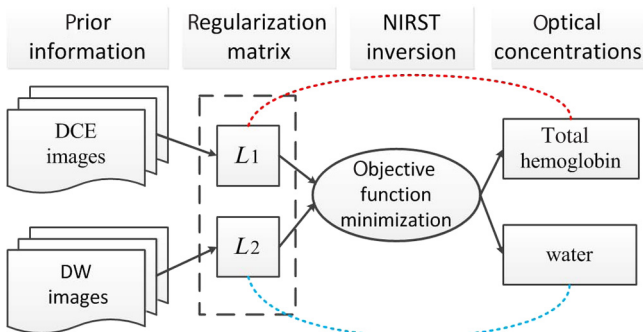 Prior
information
Regularization
matrix
NIRST
inversion
Optical
concentrations
DCE
images
L1
Objective
function
minimization
Total
hemoglobin
DW
images
L2
water